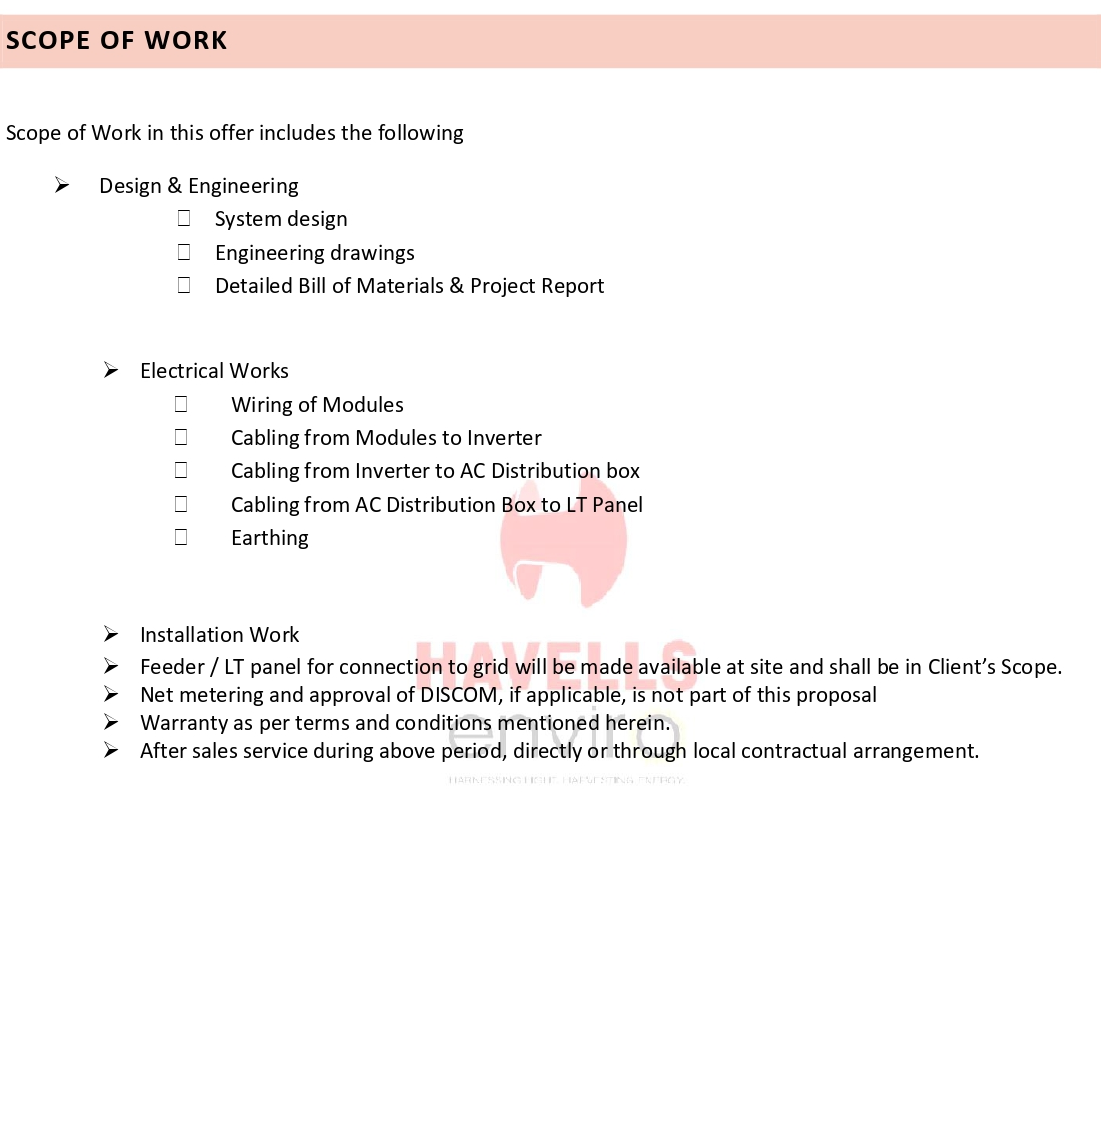 SCOPE OF WORK
Scope of Work in this offer includes the following
➢ Design & Engineering
□ System design
□ Engineering drawings
□ Detailed Bill of Materials & Project Report
➢ Electrical Works
□ Wiring of Modules
□ Cabling from Modules to Inverter
□ Cabling from Inverter to AC Distribution box
□ Cabling from AC Distribution Box to LT Panel
□ Earthing
➢ Installation Work
➢ Feeder / LT panel for connection to grid will be made available at site and shall be in Client’s Scope.
➢ Net metering and approval of DISCOM, if applicable, is not part of this proposal
➢ Warranty as per terms and conditions mentioned herein.
➢ After sales service during above period, directly or through local contractual arrangement.
HAVELLS
enviro
HARNESSING LIGHT. HARVESTING ENERGY.